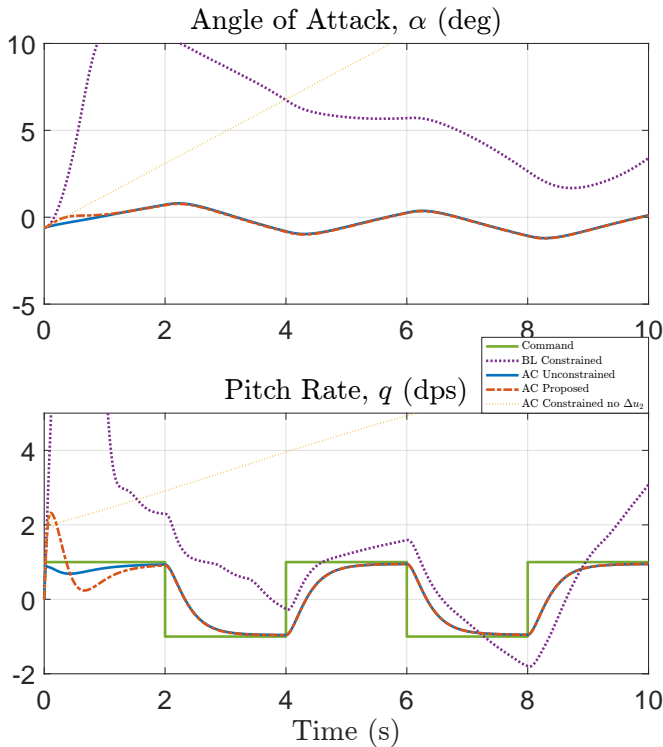 Angle of Attack, α (deg)
10
5
0
-5
0 2 4 6 8 10
Command
BL Constrained
AC Unconstrained
AC Proposed
AC Constrained no Δu₂
Pitch Rate, q (dps)
4
2
0
-2
0 2 4 6 8 10
Time (s)